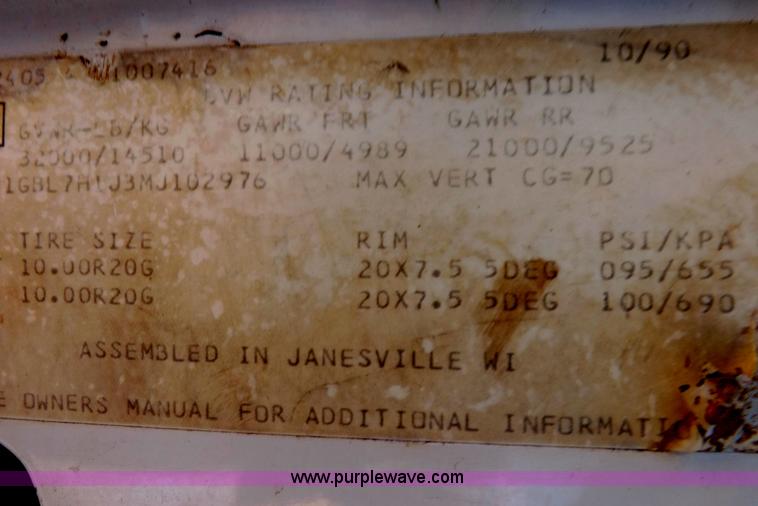 10/90
1007416
GVW RATING INFORMATION
GVWR-LB/KG GAWR FRT GAWR RR
32000/14510 11000/4989 21000/9525
1GBL7H1J3MJ102976 MAX VERT CG=70
TIRE SIZE RIM PSI/KPA
10.00R20G 20X7.5 5DEG 095/655
10.00R20G 20X7.5 5DEG 100/690
ASSEMBLED IN JANESVILLE WI
E OWNERS MANUAL FOR ADDITIONAL INFORMATI
www.purplewave.com